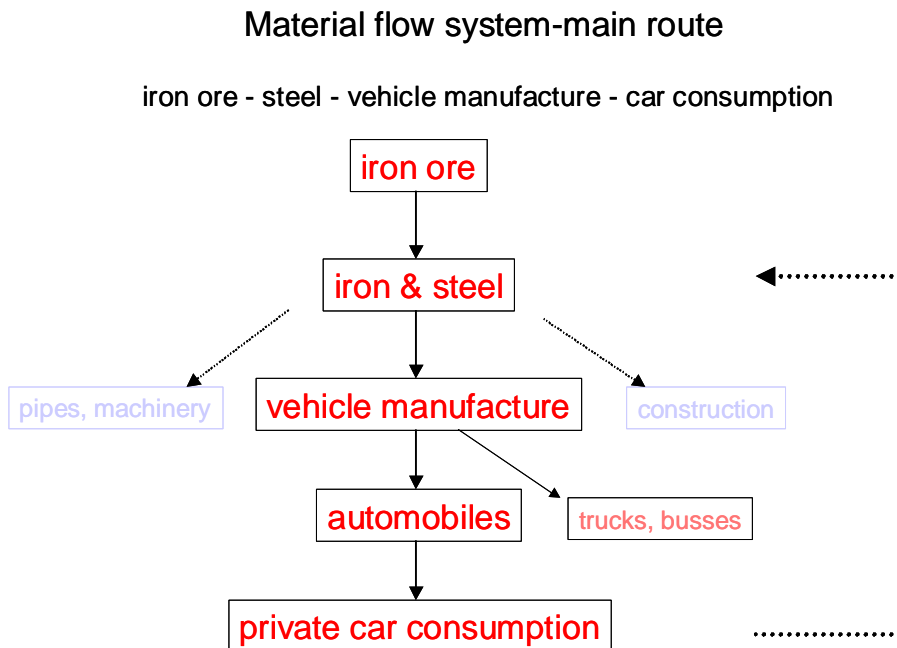 Material flow system-main route
iron ore - steel - vehicle manufacture - car consumption
iron ore
iron & steel
pipes, machinery
vehicle manufacture
construction
automobiles
trucks, busses
private car consumption